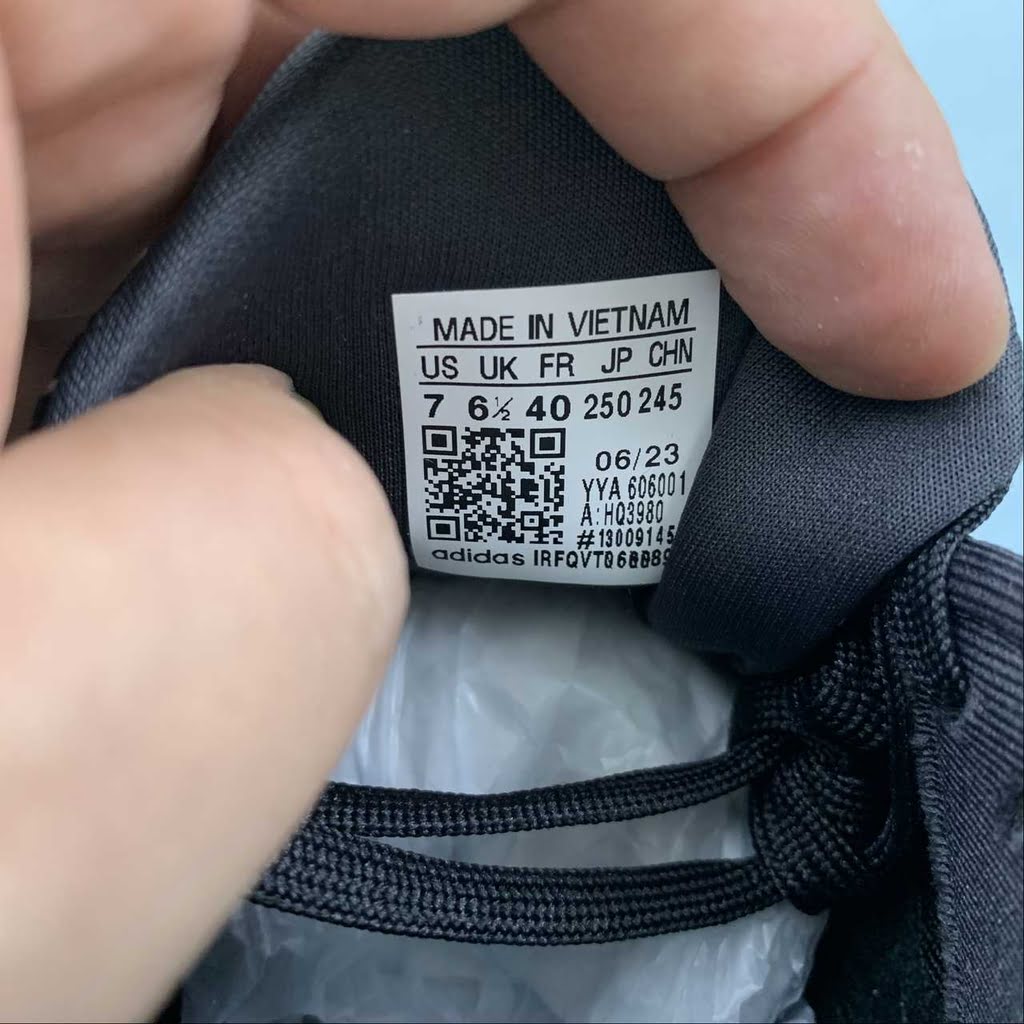 MADE IN VIETNAM
US UK FR JP CHN
7 6½ 40 250 245
06/23
YYA 606001
A:HQ3980
#13009145
adidas